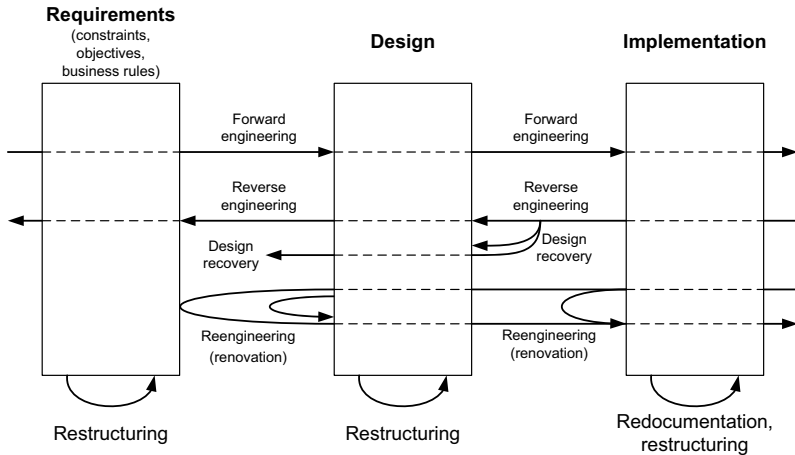 Requirements
(constraints,
objectives,
business rules)
Design
Implementation
Forward
engineering
Forward
engineering
Reverse
engineering
Reverse
engineering
Design
recovery
Design
recovery
Reengineering
(renovation)
Reengineering
(renovation)
Restructuring
Restructuring
Redocumentation,
restructuring